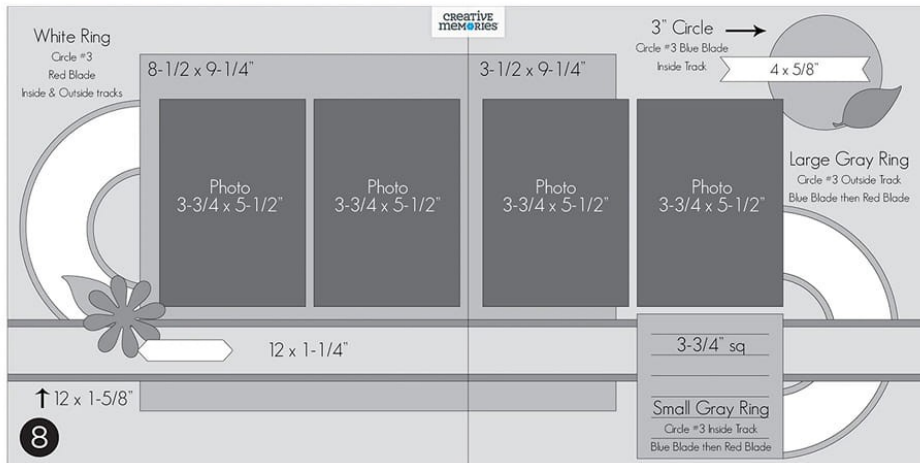 CREATIVE
MEMORIES
White Ring
Circle #3
Red Blade
Inside & Outside tracks
8-1/2 x 9-1/4"
3-1/2 x 9-1/4"
3" Circle
Circle #3 Blue Blade
Inside Track
4 x 5/8"
Photo
3-3/4 x 5-1/2"
Photo
3-3/4 x 5-1/2"
Photo
3-3/4 x 5-1/2"
Photo
3-3/4 x 5-1/2"
Large Gray Ring
Circle #3 Outside Track
Blue Blade then Red Blade
12 x 1-1/4"
3-3/4" sq
12 x 1-5/8"
Small Gray Ring
Circle #3 Inside Track
Blue Blade then Red Blade
8